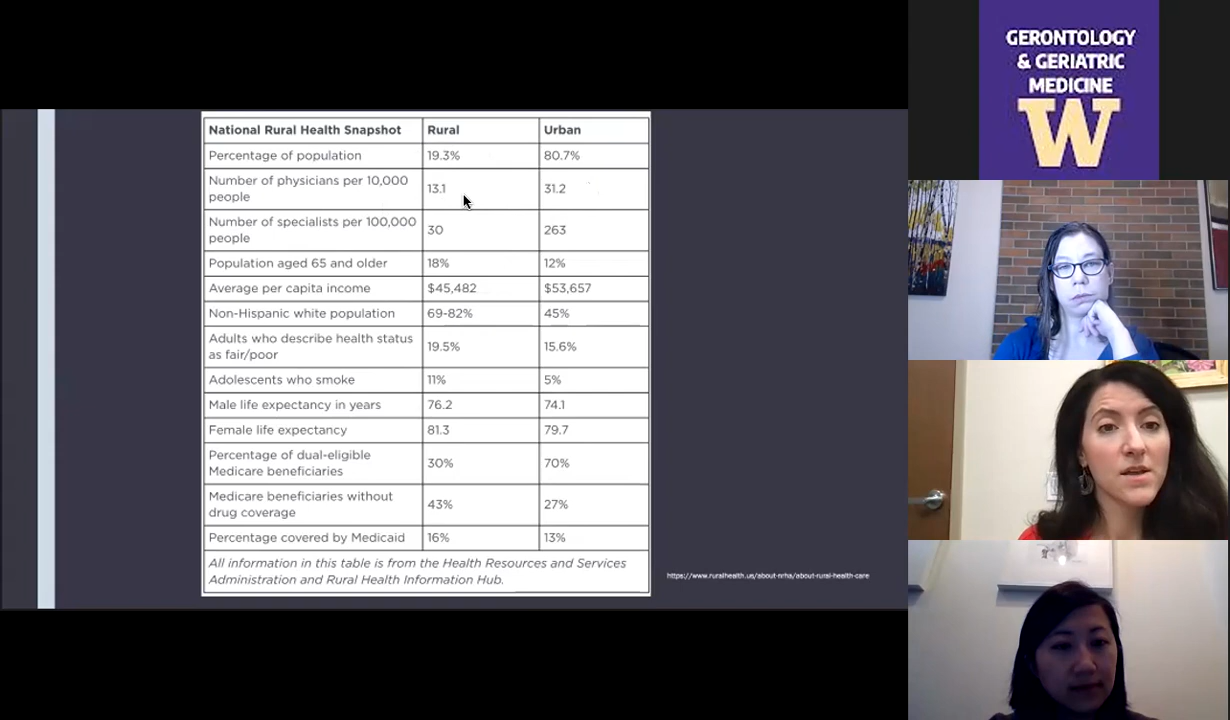 National Rural Health Snapshot Rural Urban
Percentage of population 19.3% 80.7%
Number of physicians per 10,000
people 13.1 31.2
Number of specialists per 100,000
people 30 263
Population aged 65 and older 18% 12%
Average per capita income $45,482 $53,657
Non-Hispanic white population 69-82% 45%
Adults who describe health status
as fair/poor 19.5% 15.6%
Adolescents who smoke 11% 5%
Male life expectancy in years 76.2 74.1
Female life expectancy 81.3 79.7
Percentage of dual-eligible
Medicare beneficiaries 30% 70%
Medicare beneficiaries without
drug coverage 43% 27%
Percentage covered by Medicaid 16% 13%
All information in this table is from the Health Resources and Services
Administration and Rural Health Information Hub.
https://www.ruralhealth.us/about-nrha/about-rural-health-care
GERONTOLOGY
& GERIATRIC
MEDICINE
W